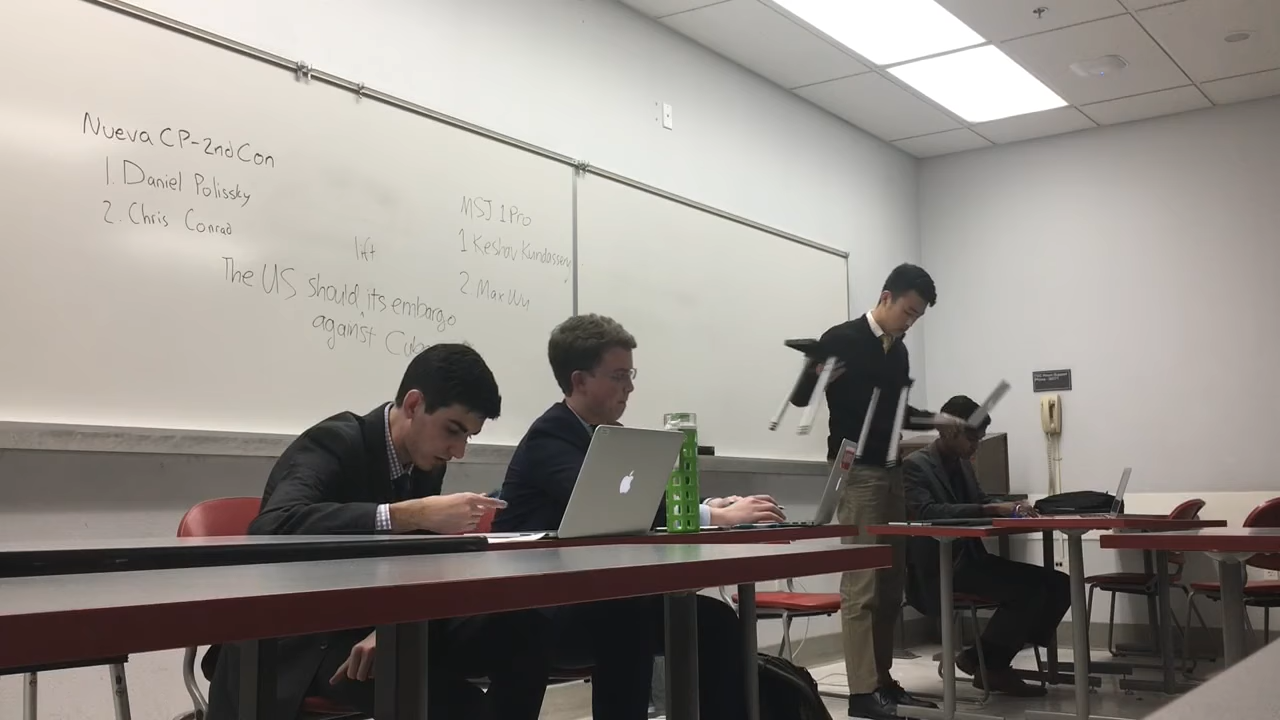 Nueva CP-2nd Con
1. Daniel Polissky
2. Chris Conrad
MSJ 1 Pro
1 Keshav Kundassery
2 Max Wu
lift
The US should ^ its embargo
against Cuba